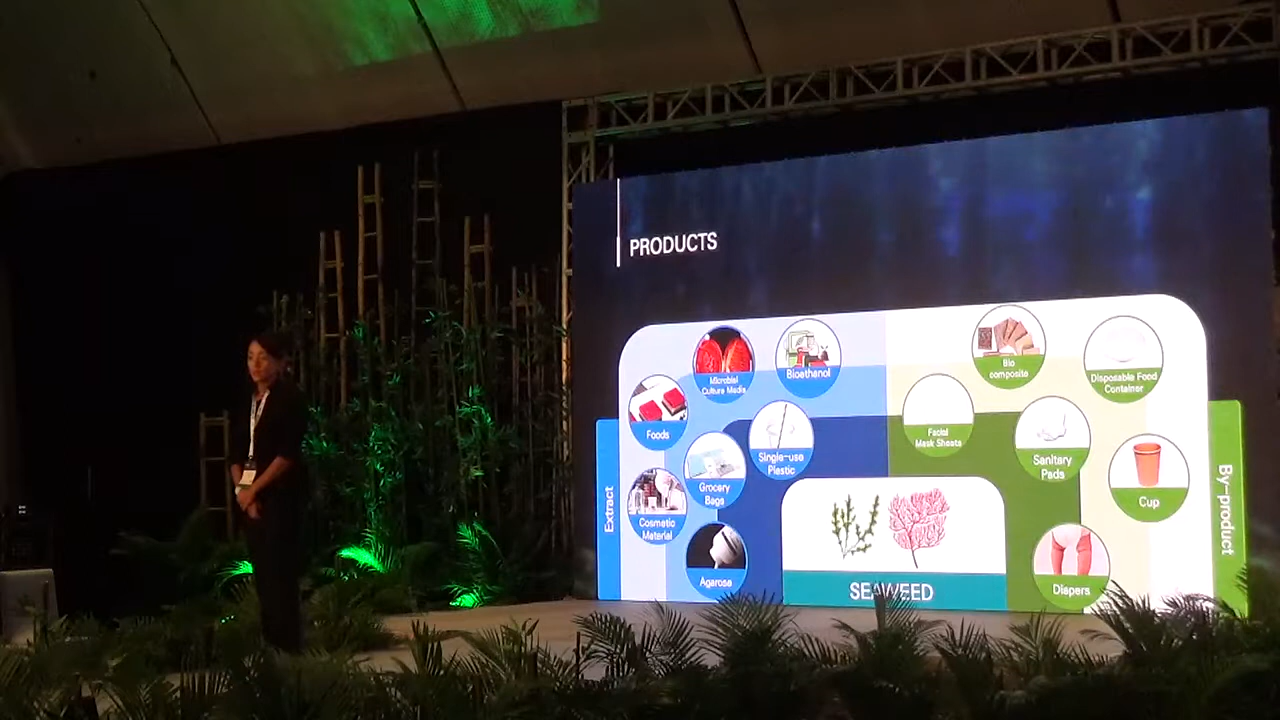 PRODUCTS
Microbial
Culture Media
Bioethanol
Foods
Single-use
Plastic
Grocery
Bags
Cosmetic
Material
Agarose
Extract
Bio
composite
Disposable Food
Container
Facial
Mask Sheets
Sanitary
Pads
Cup
Diapers
By-product
SEAWEED